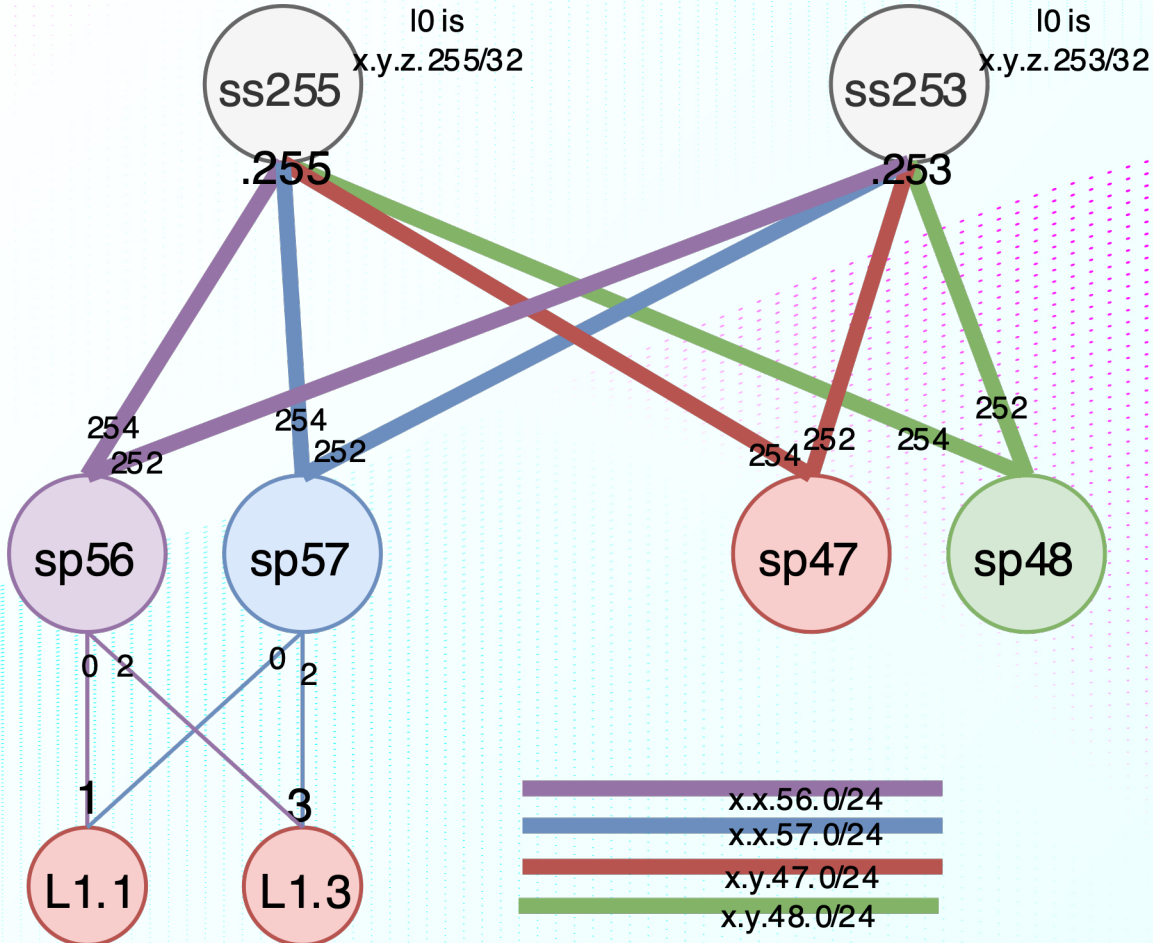 l0 is
x.y.z.255/32
l0 is
x.y.z.253/32
ss255
ss253
.255
.253
254
252
254
252
254
252
254
252
sp56
sp57
sp47
sp48
0
2
0
2
1
3
L1.1
L1.3
x.x.56.0/24
x.x.57.0/24
x.y.47.0/24
x.y.48.0/24